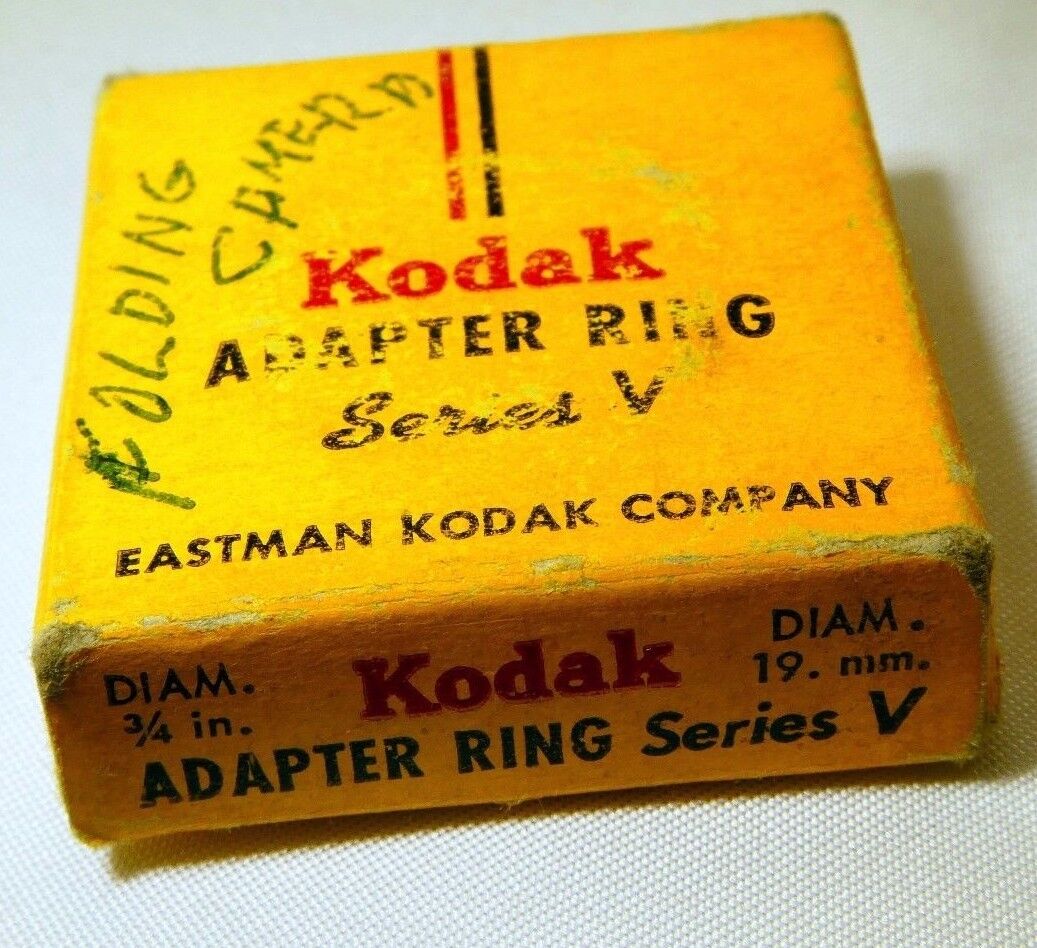 FOLDING
CAMERA
Kodak
ADAPTER RING
Series V
EASTMAN KODAK COMPANY
DIAM.
3/4 in.
Kodak
DIAM.
19. mm.
ADAPTER RING Series V